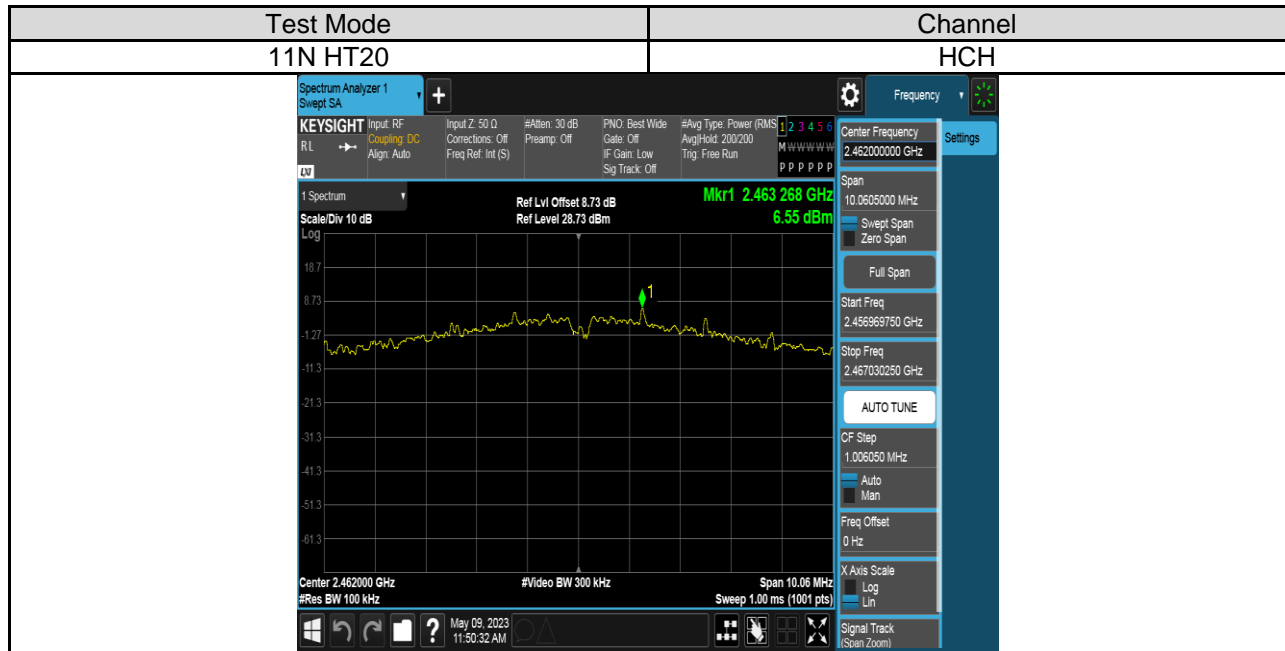 Test Mode
Channel
11N HT20
HCH
Spectrum Analyzer 1
Swept SA
+
Frequency
KEYSIGHT
RL
LXI
Input: RF
Coupling: DC
Align: Auto
Input Z: 50 Ω
Corrections: Off
Freq Ref: Int (S)
#Atten: 30 dB
Preamp: Off
PNO: Best Wide
Gate: Off
IF Gain: Low
Sig Track: Off
#Avg Type: Power (RMS
Avg|Hold: 200/200
Trig: Free Run
1 2 3 4 5 6
M W W W W W
P P P P P P
1 Spectrum
Scale/Div 10 dB
Log
Ref Lvl Offset 8.73 dB
Ref Level 28.73 dBm
Mkr1 2.463 268 GHz
6.55 dBm
18.7
8.73
-1.27
-11.3
-21.3
-31.3
-41.3
-51.3
-61.3
1
Center 2.462000 GHz
#Res BW 100 kHz
#Video BW 300 kHz
Span 10.06 MHz
Sweep 1.00 ms (1001 pts)
?
May 09, 2023
11:50:32 AM
Center Frequency
2.462000000 GHz
Settings
Span
10.0605000 MHz
Swept Span
Zero Span
Full Span
Start Freq
2.456969750 GHz
Stop Freq
2.467030250 GHz
AUTO TUNE
CF Step
1.006050 MHz
Auto
Man
Freq Offset
0 Hz
X Axis Scale
Log
Lin
Signal Track
(Span Zoom)